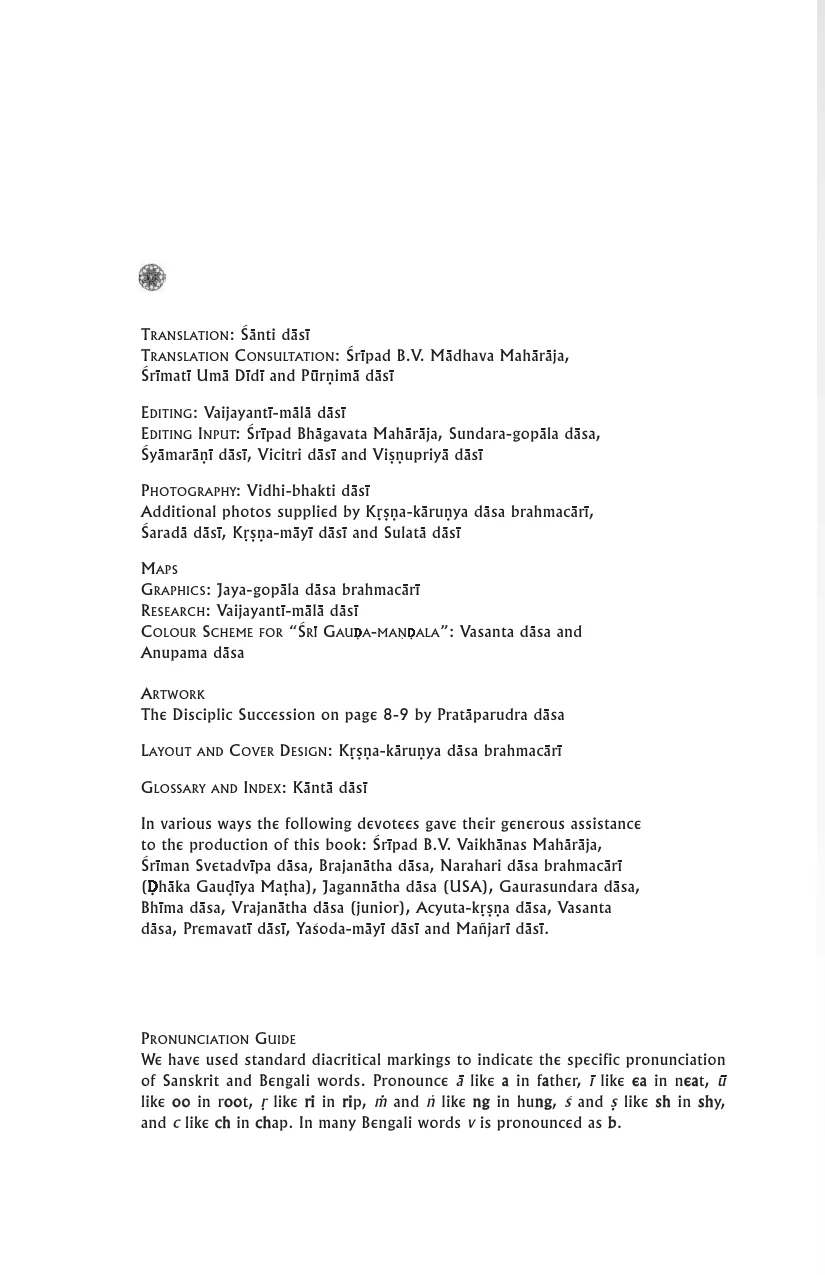 TRANSLATION: Śānti dāsī
TRANSLATION CONSULTATION: Śrīpad B.V. Mādhava Mahārāja,
Śrīmatī Umā Dīdī and Pūrṇimā dāsī
EDITING: Vaijayantī-mālā dāsī
EDITING INPUT: Śrīpad Bhāgavata Mahārāja, Sundara-gopāla dāsa,
Śyāmarāṇī dāsī, Vicitri dāsī and Viṣṇupriyā dāsī
PHOTOGRAPHY: Vidhi-bhakti dāsī
Additional photos supplied by Kṛṣṇa-kāruṇya dāsa brahmacārī,
Śaradā dāsī, Kṛṣṇa-māyī dāsī and Sulatā dāsī
MAPS
GRAPHICS: Jaya-gopāla dāsa brahmacārī
RESEARCH: Vaijayantī-mālā dāsī
COLOUR SCHEME FOR “ŚRĪ GAUḌA-MAṆḌALA”: Vasanta dāsa and
Anupama dāsa
ARTWORK
The Disciplic Succession on page 8-9 by Pratāparudra dāsa
LAYOUT AND COVER DESIGN: Kṛṣṇa-kāruṇya dāsa brahmacārī
GLOSSARY AND INDEX: Kāntā dāsī
In various ways the following devotees gave their generous assistance
to the production of this book: Śrīpad B.V. Vaikhānas Mahārāja,
Śrīman Svetadvīpa dāsa, Brajanātha dāsa, Narahari dāsa brahmacārī
(Ḍhāka Gauḍīya Maṭha), Jagannātha dāsa (USA), Gaurasundara dāsa,
Bhīma dāsa, Vrajanātha dāsa (junior), Acyuta-kṛṣṇa dāsa, Vasanta
dāsa, Premavatī dāsī, Yaśoda-māyī dāsī and Mañjarī dāsī.
PRONUNCIATION GUIDE
We have used standard diacritical markings to indicate the specific pronunciation
of Sanskrit and Bengali words. Pronounce ā like a in father, ī like ea in neat, ū
like oo in root, ṛ like ri in rip, ṁ and ṅ like ng in hung, ś and ṣ like sh in shy,
and c like ch in chap. In many Bengali words v is pronounced as b.